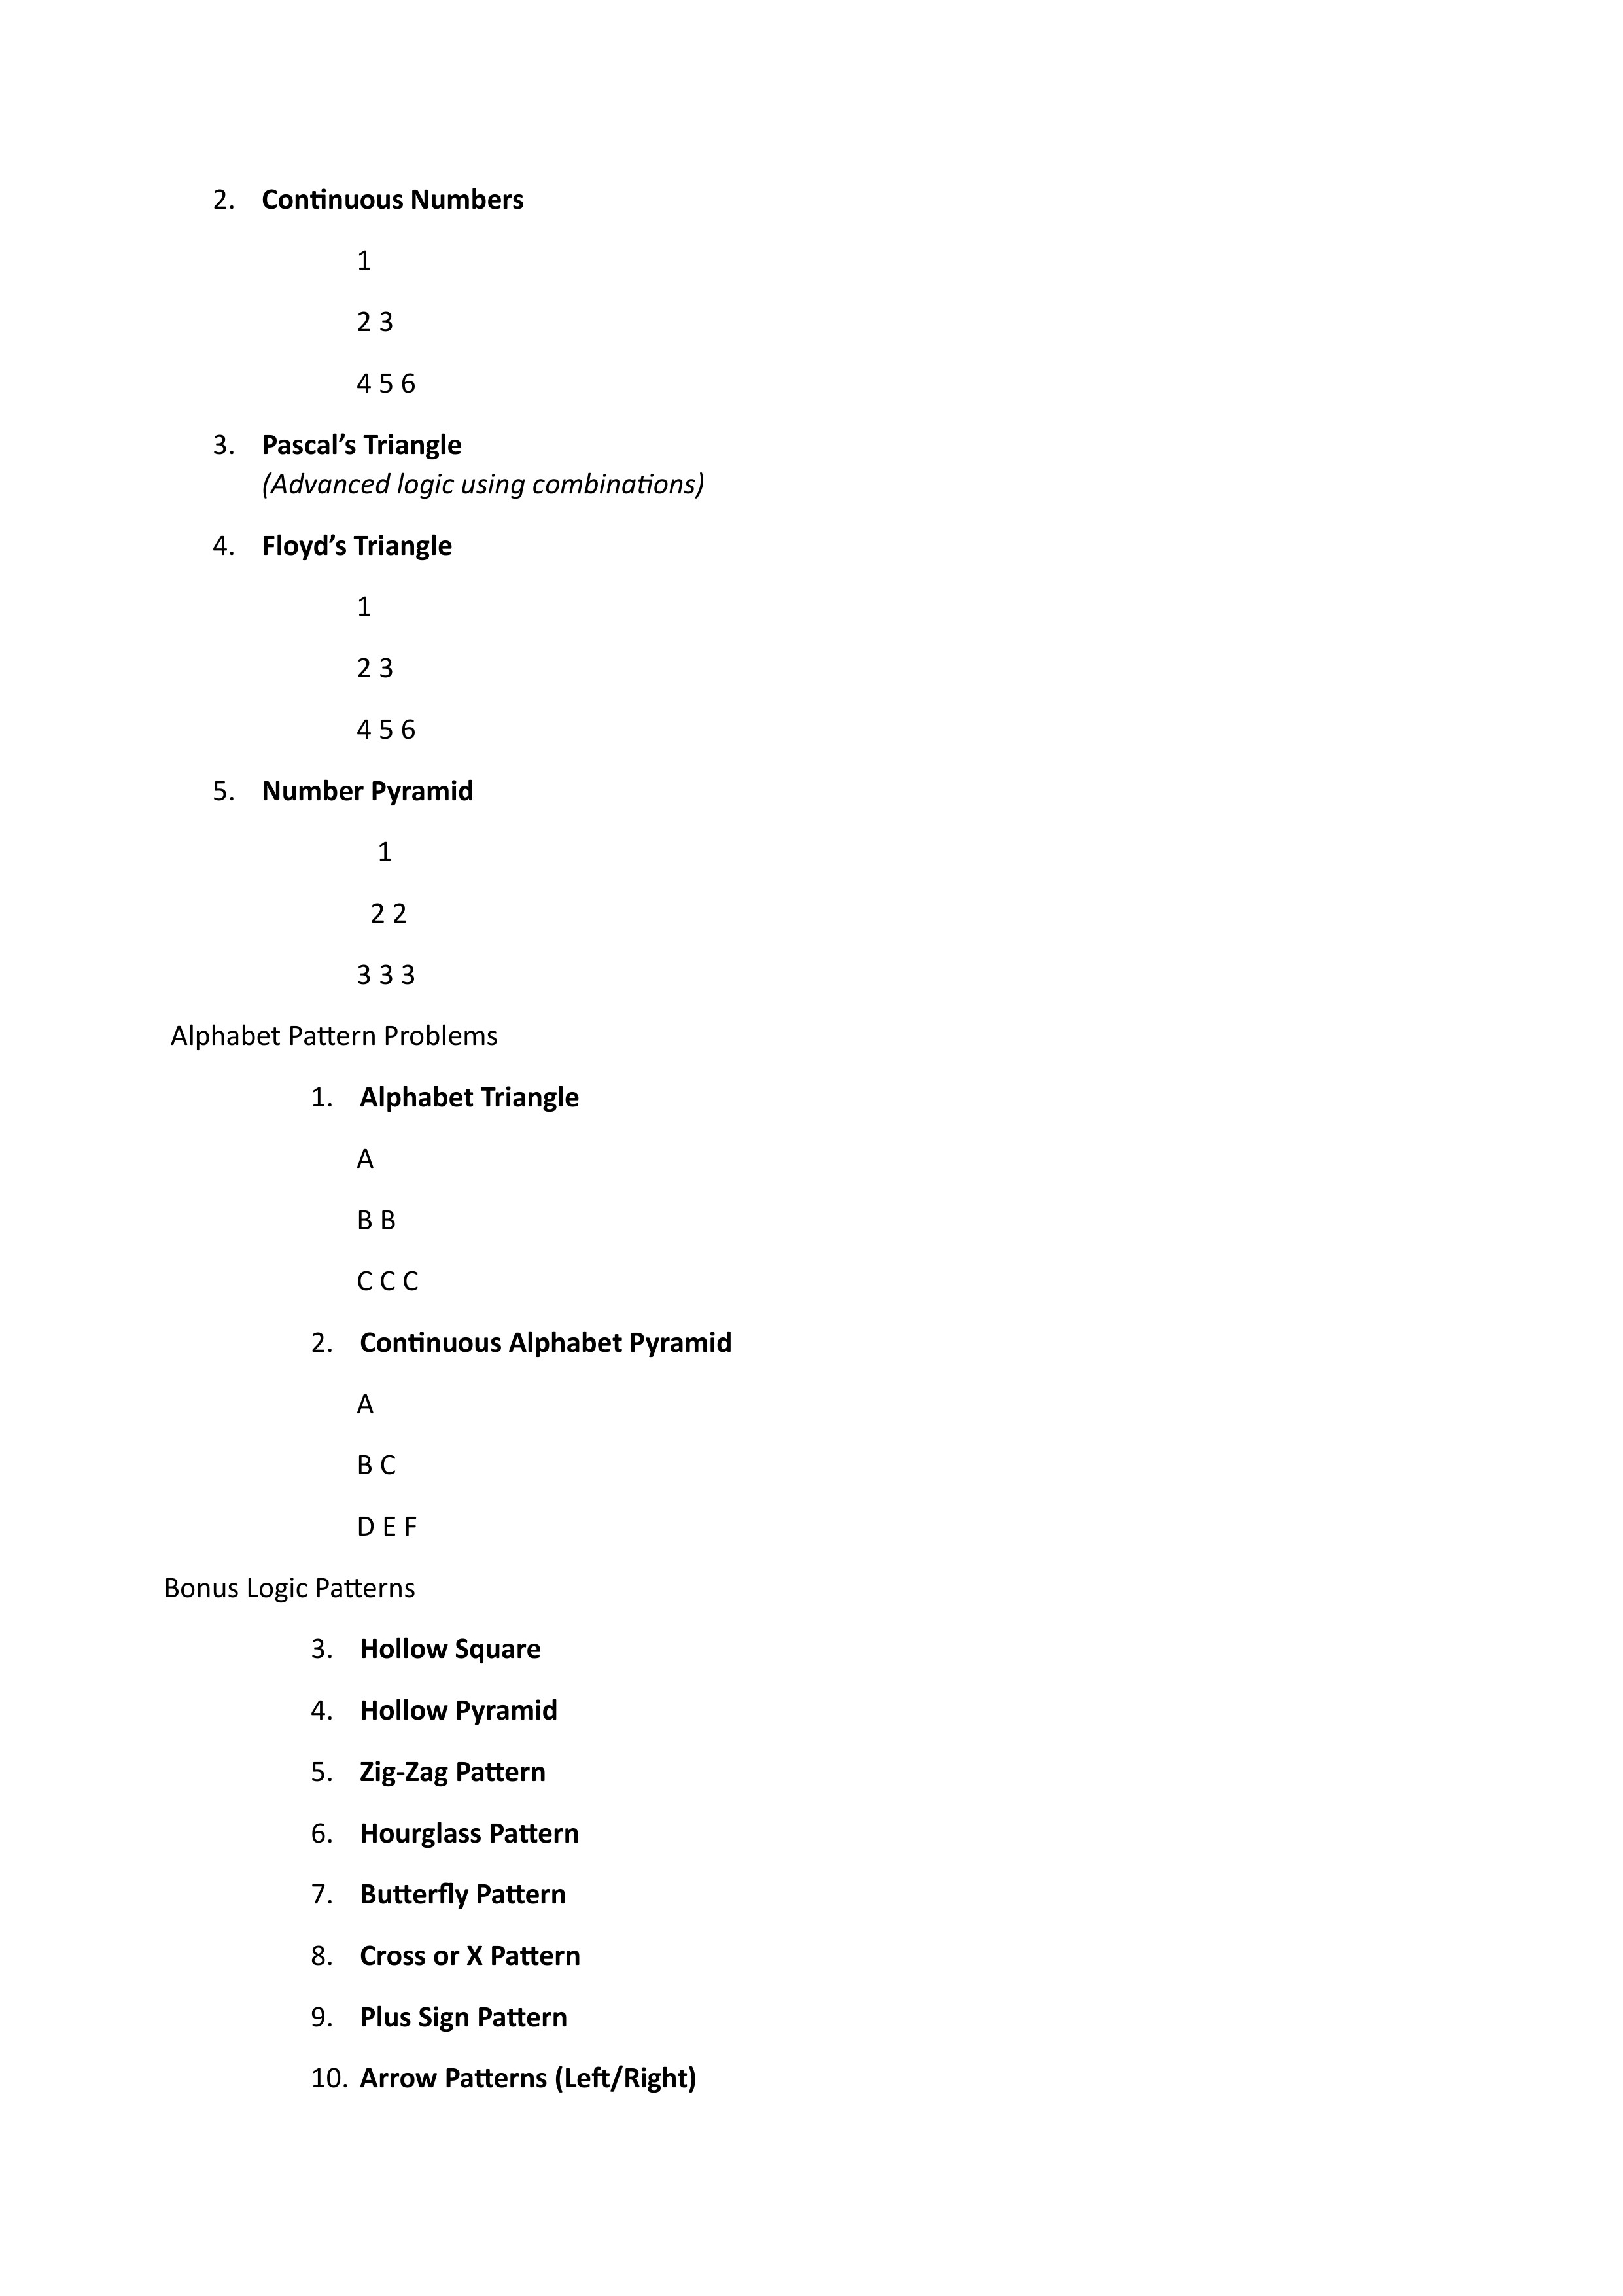 2. Continuous Numbers
1
2 3
4 5 6
3. Pascal’s Triangle
(Advanced logic using combinations)
4. Floyd’s Triangle
1
2 3
4 5 6
5. Number Pyramid
1
2 2
3 3 3
Alphabet Pattern Problems
1. Alphabet Triangle
A
B B
C C C
2. Continuous Alphabet Pyramid
A
B C
D E F
Bonus Logic Patterns
3. Hollow Square
4. Hollow Pyramid
5. Zig-Zag Pattern
6. Hourglass Pattern
7. Butterfly Pattern
8. Cross or X Pattern
9. Plus Sign Pattern
10. Arrow Patterns (Left/Right)